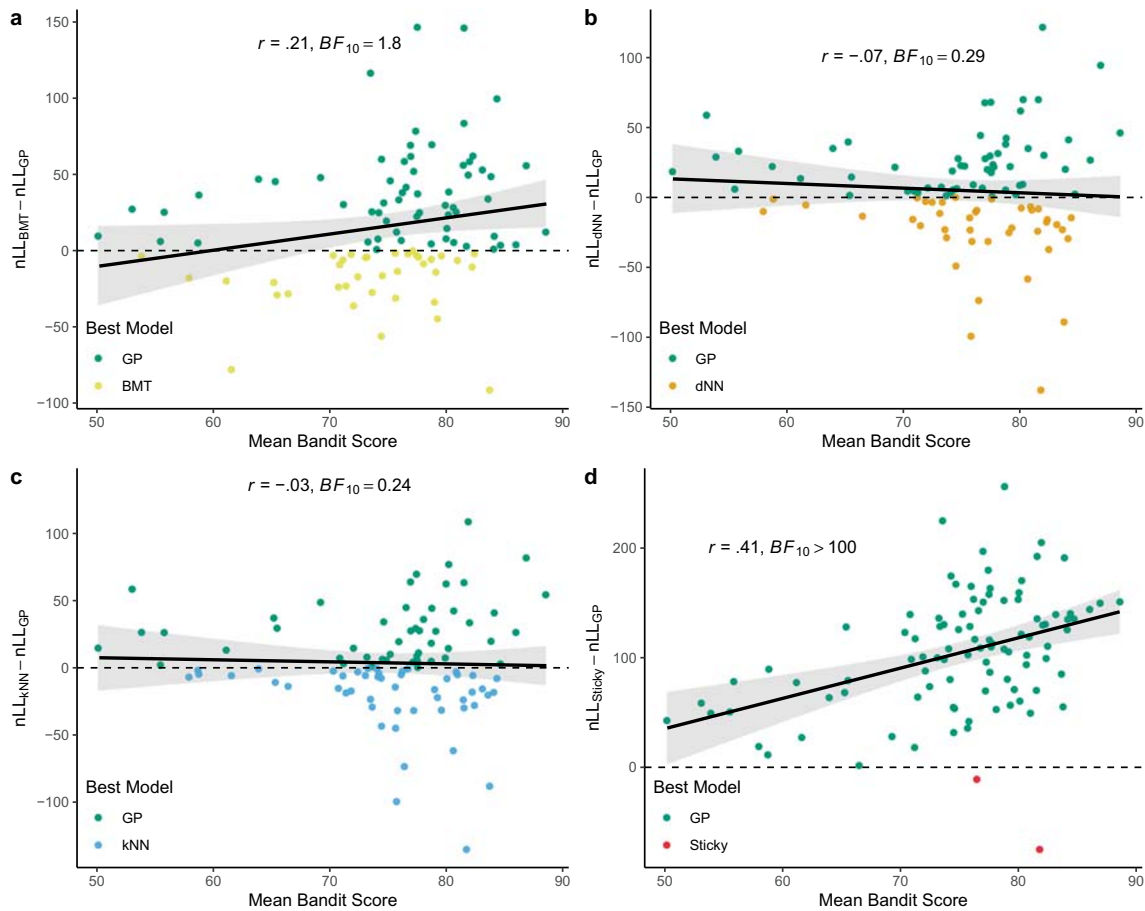 a
r = .21, BF10 = 1.8
150
100
50
0
−50
−100
nLLBMT − nLLGP
Best Model
GP
BMT
50 60 70 80 90
Mean Bandit Score
b
r = −.07, BF10 = 0.29
100
50
0
−50
−100
−150
nLLdNN − nLLGP
Best Model
GP
dNN
50 60 70 80 90
Mean Bandit Score
c
r = −.03, BF10 = 0.24
100
50
0
−50
−100
nLLkNN − nLLGP
Best Model
GP
kNN
50 60 70 80 90
Mean Bandit Score
d
r = .41, BF10 > 100
200
100
0
nLLSticky − nLLGP
Best Model
GP
Sticky
50 60 70 80 90
Mean Bandit Score